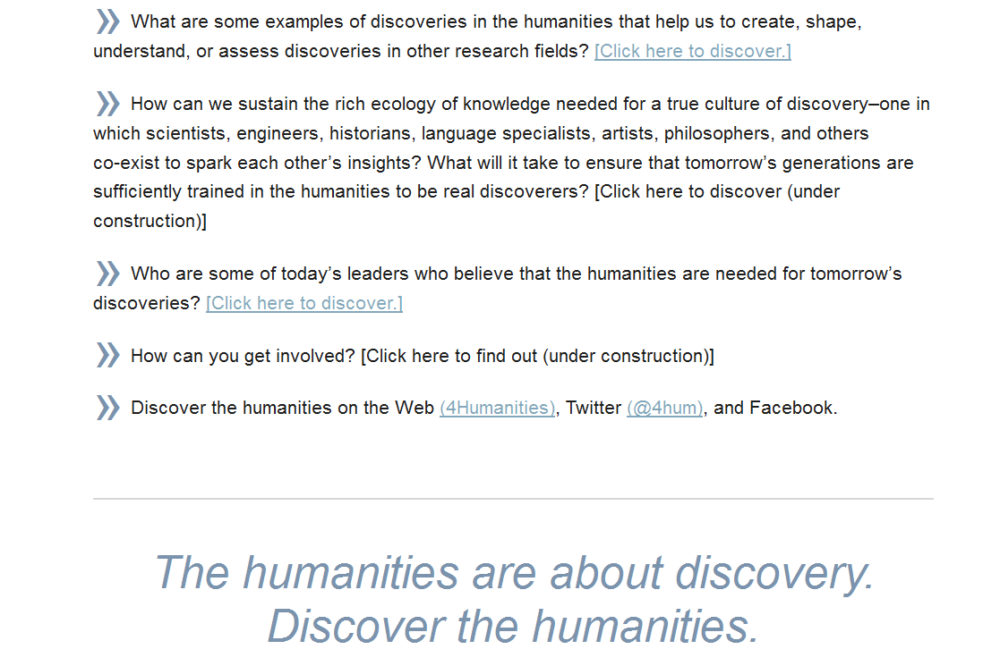 » What are some examples of discoveries in the humanities that help us to create, shape,
understand, or assess discoveries in other research fields? [Click here to discover.]
» How can we sustain the rich ecology of knowledge needed for a true culture of discovery—one in
which scientists, engineers, historians, language specialists, artists, philosophers, and others
co-exist to spark each other’s insights? What will it take to ensure that tomorrow’s generations are
sufficiently trained in the humanities to be real discoverers? [Click here to discover (under
construction)]
» Who are some of today’s leaders who believe that the humanities are needed for tomorrow’s
discoveries? [Click here to discover.]
» How can you get involved? [Click here to find out (under construction)]
» Discover the humanities on the Web (4Humanities), Twitter (@4hum), and Facebook.
The humanities are about discovery.
Discover the humanities.